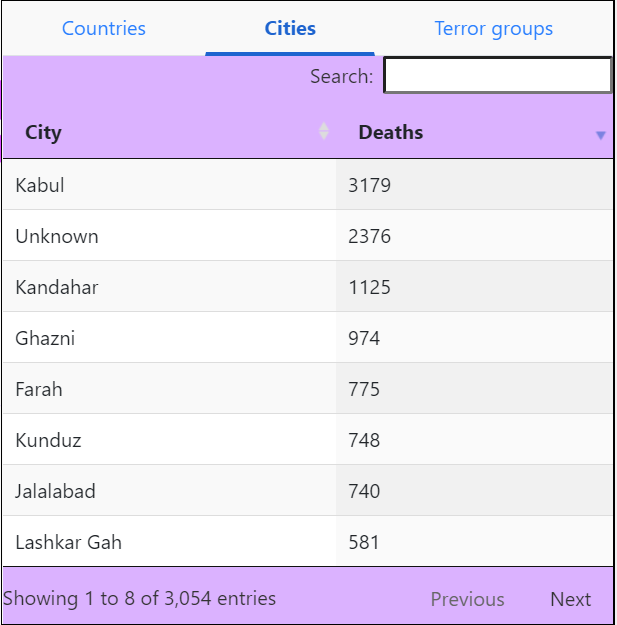 Countries Cities Terror groups
Search:
City Deaths
Kabul 3179
Unknown 2376
Kandahar 1125
Ghazni 974
Farah 775
Kunduz 748
Jalalabad 740
Lashkar Gah 581
Showing 1 to 8 of 3,054 entries Previous Next